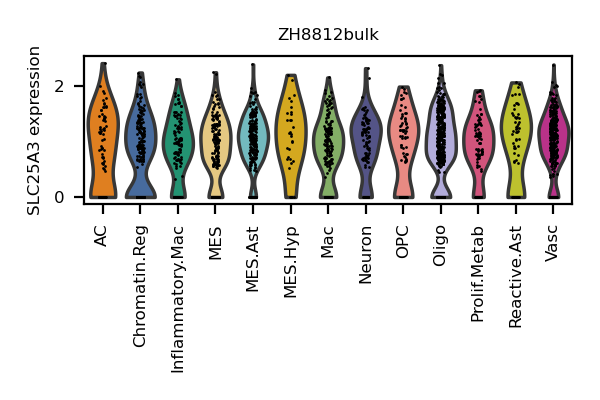 ZH8812bulk
SLC25A3 expression
2
0
AC
Chromatin.Reg
Inflammatory.Mac
MES
MES.Ast
MES.Hyp
Mac
Neuron
OPC
Oligo
Prolif.Metab
Reactive.Ast
Vasc